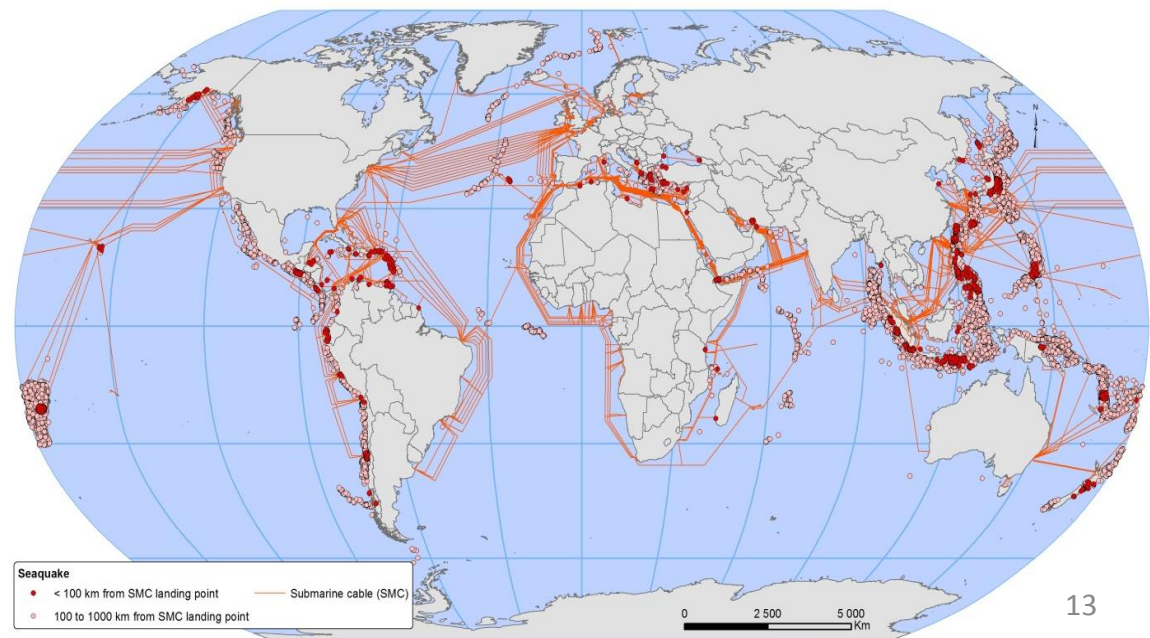 N
Seaquake
< 100 km from SMC landing point
Submarine cable (SMC)
100 to 1000 km from SMC landing point
0 2 500 5 000
Km
13